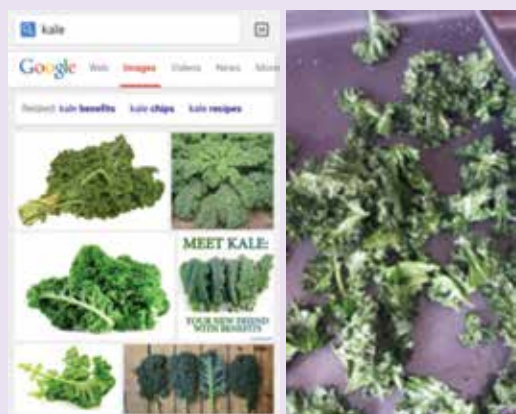 kale
Google Web Images Videos News More
Related: kale benefits kale chips kale recipes
MEET KALE:
YOUR NEW FRIEND
WITH BENEFITS